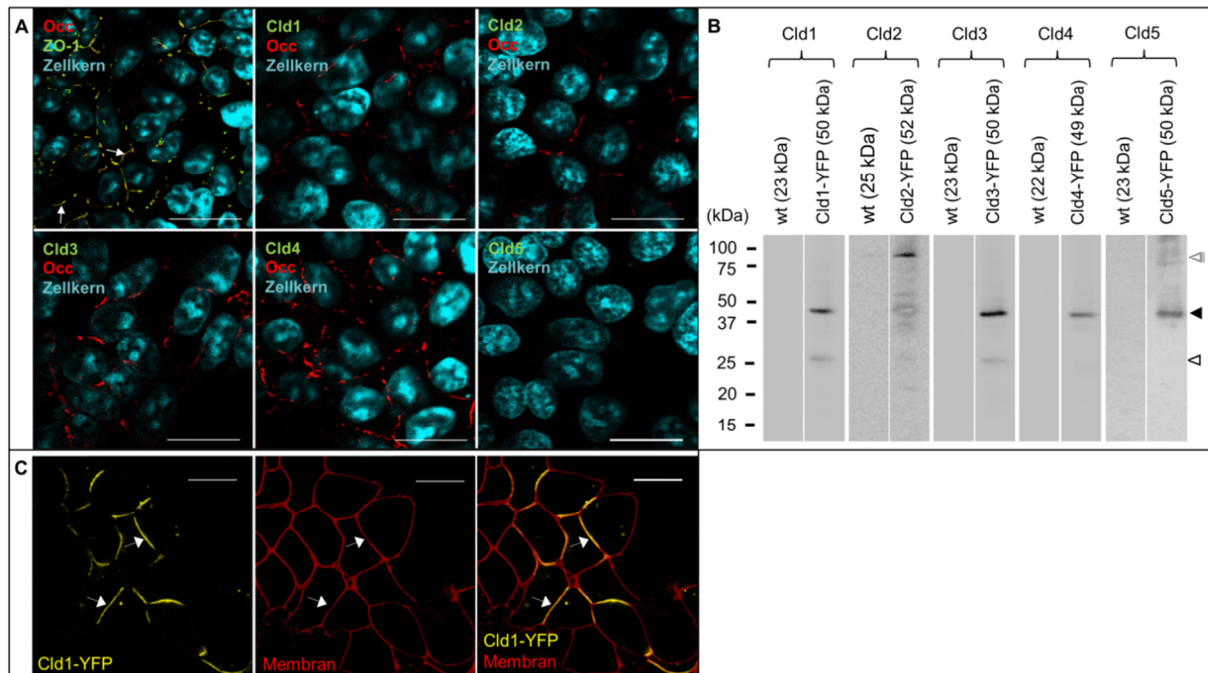 A
Occ
ZO-1
Zellkern
Cld1
Occ
Zellkern
Cld2
Occ
Zellkern
Cld3
Occ
Zellkern
Cld4
Occ
Zellkern
Cld5
Zellkern
B
Cld1 Cld2 Cld3 Cld4 Cld5
wt (23 kDa)
Cld1-YFP (50 kDa)
wt (25 kDa)
Cld2-YFP (52 kDa)
wt (23 kDa)
Cld3-YFP (50 kDa)
wt (22 kDa)
Cld4-YFP (49 kDa)
wt (23 kDa)
Cld5-YFP (50 kDa)
(kDa)
100
75
50
37
25
20
15
C
Cld1-YFP
Membran
Cld1-YFP
Membran